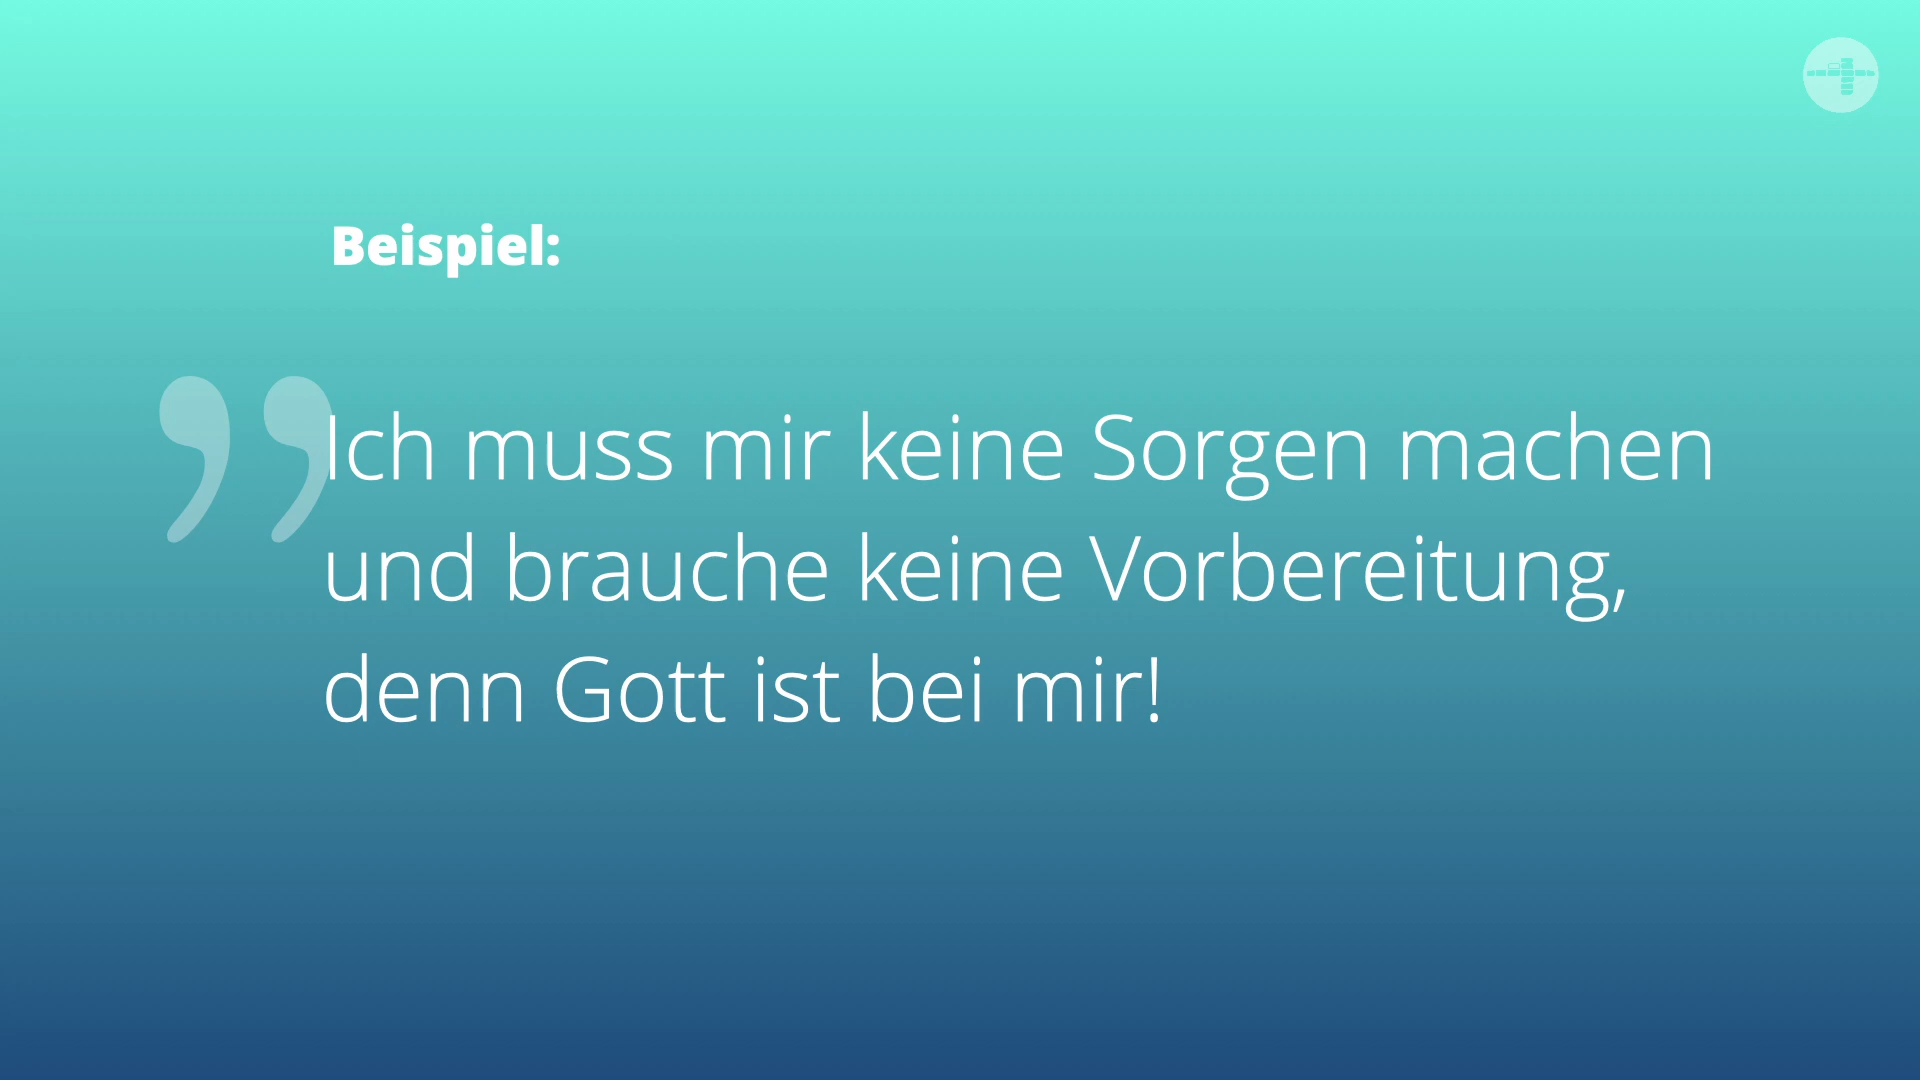 Beispiel:
”Ich muss mir keine Sorgen machen
und brauche keine Vorbereitung,
denn Gott ist bei mir!